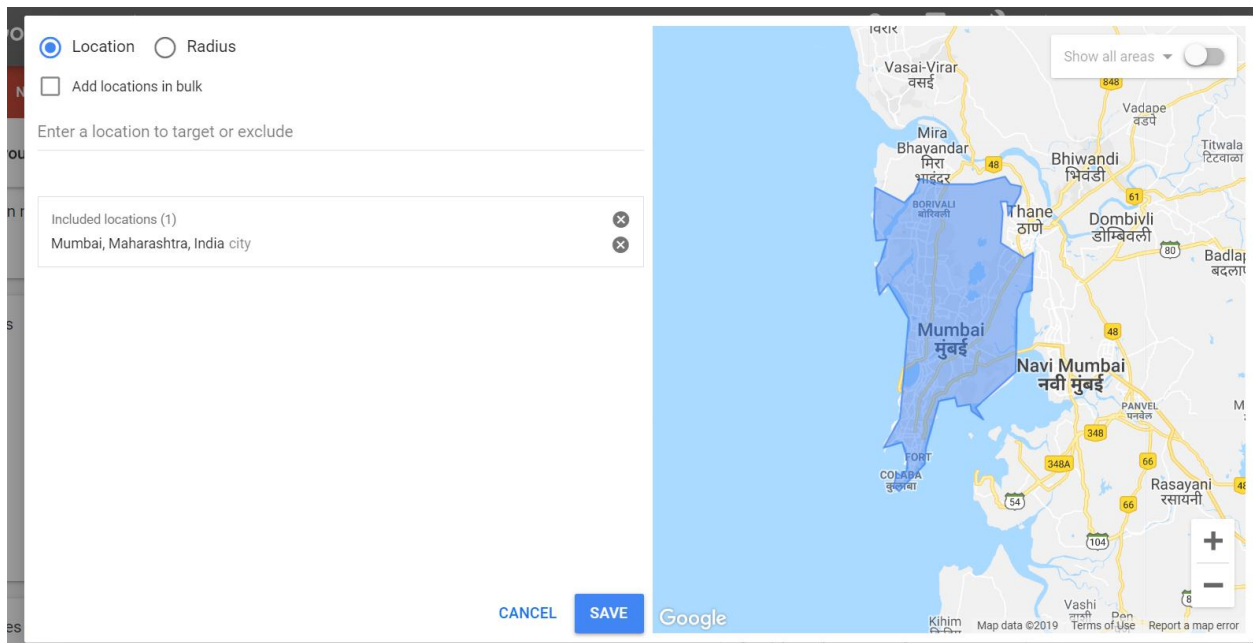 Location
Radius
Add locations in bulk
Enter a location to target or exclude
Included locations (1)
Mumbai, Maharashtra, India city
CANCEL
SAVE
Show all areas
Vasai-Virar
वसई
848
Vadape
वडपे
Mira
Bhayandar
मिरा
भाइंदर
48
Bhiwandi
भिवंडी
Titwala
टिटवाळा
61
BORIVALI
बोरिवली
Thane
ठाणे
Dombivli
डोम्बिवली
80
Mumbai
मुंबई
48
Navi Mumbai
नवी मुंबई
PANVEL
पनवेल
348
FORT
348A
66
COLABA
कुलाबा
54
66
Rasayani
रसायनी
48
104
Vashi
वाशी
Kihim
Google
Map data ©2019
Terms of Use
Report a map error